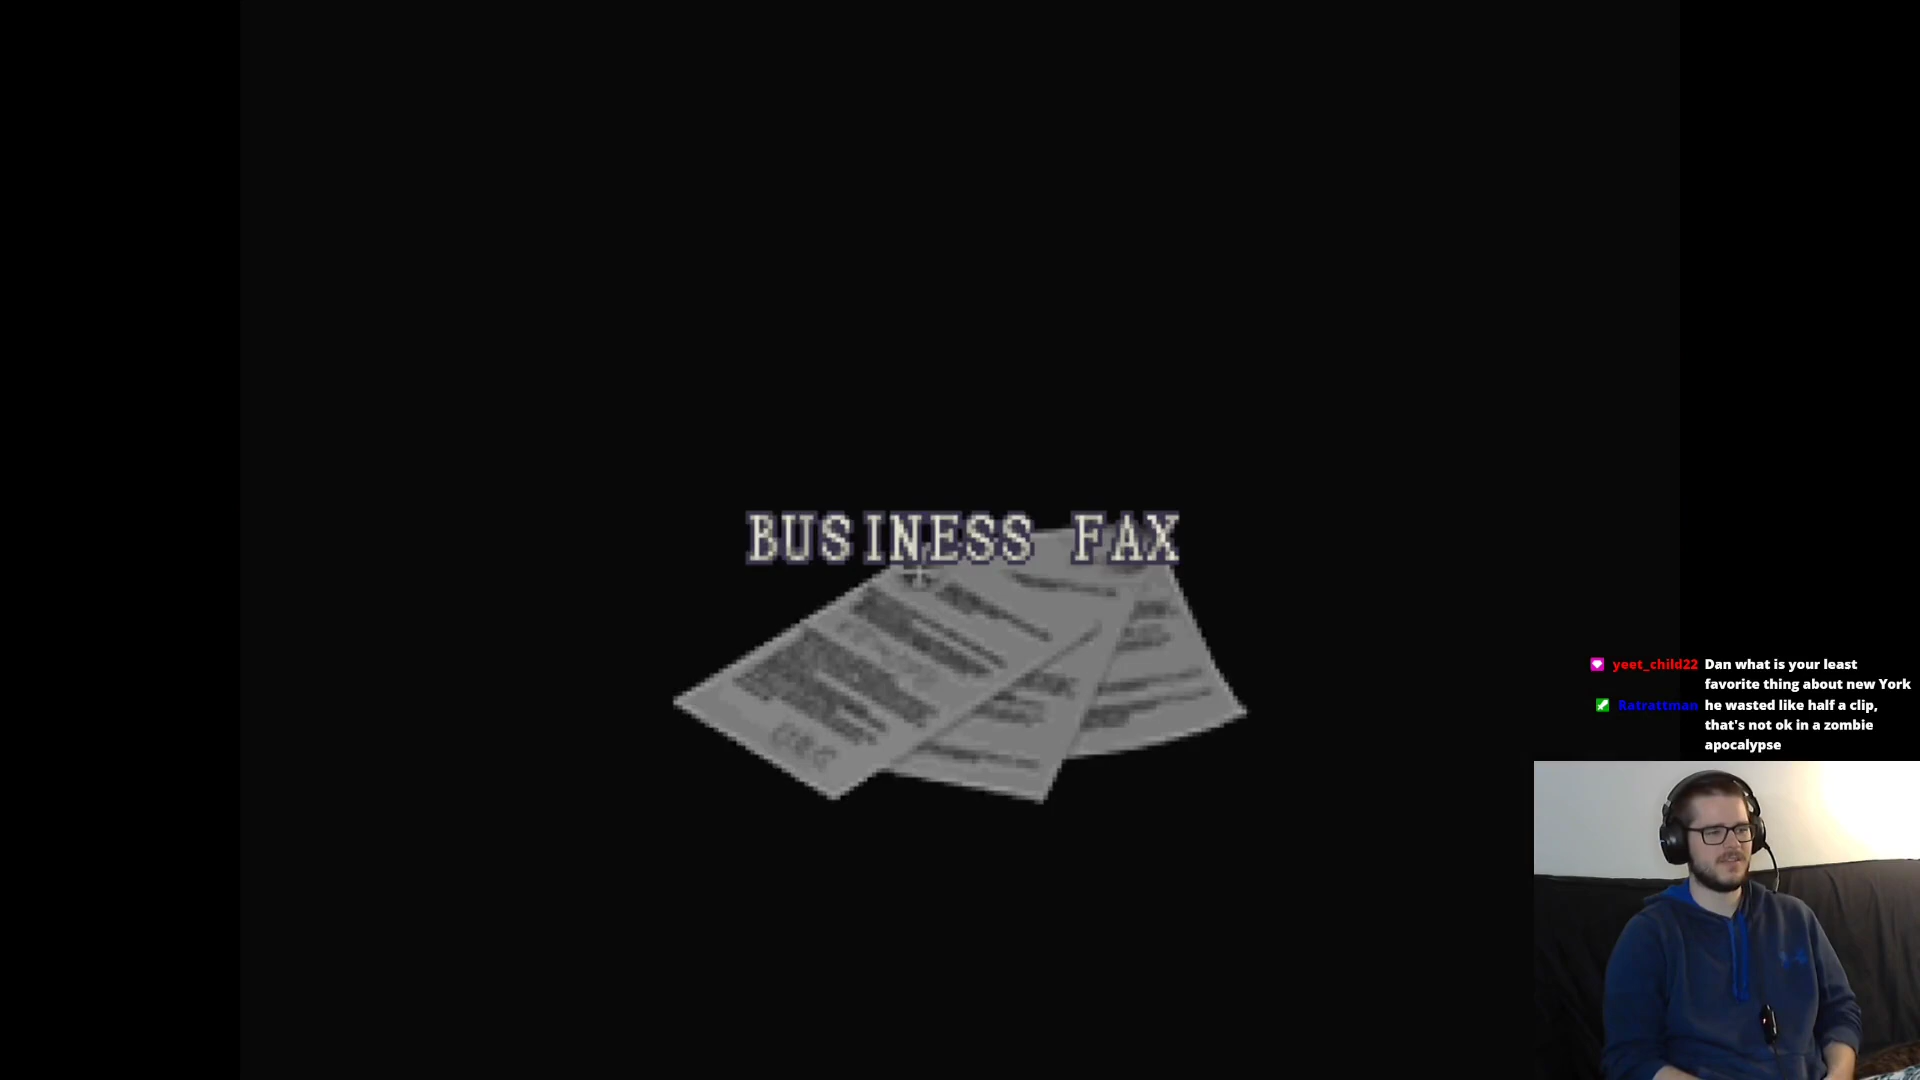 BUSINESS FAX
yeet_child22 Dan what is your least
favorite thing about new York
Ratrattman he wasted like half a clip,
that's not ok in a zombie
apocalypse